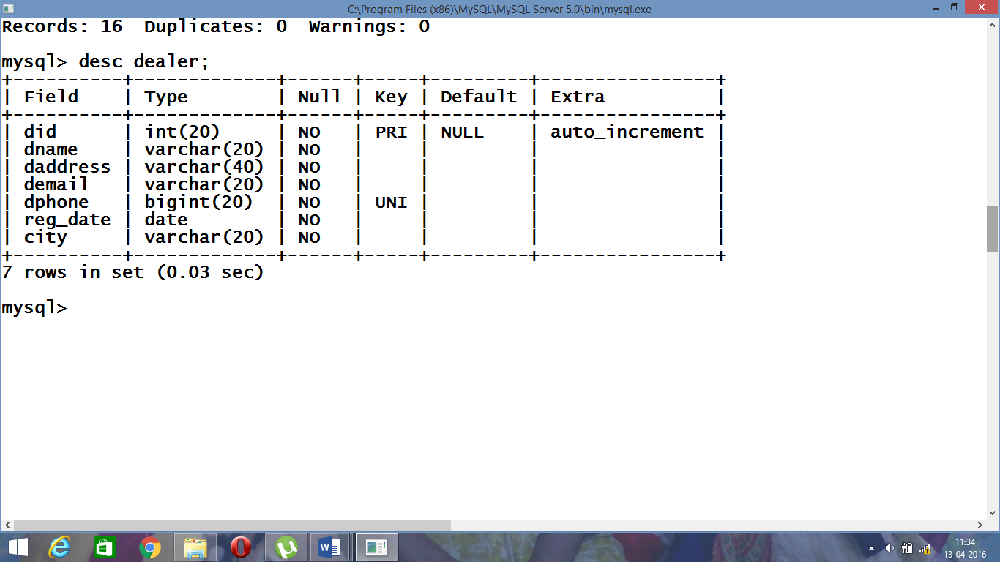 C:\Program Files (x86)\MySQL\MySQL Server 5.0\bin\mysql.exe
Records: 16  Duplicates: 0  Warnings: 0
mysql> desc dealer;
+----------+-------------+------+-----+---------+----------------+
| Field    | Type        | Null | Key | Default | Extra          |
+----------+-------------+------+-----+---------+----------------+
| did      | int(20)     | NO   | PRI | NULL    | auto_increment |
| dname    | varchar(20) | NO   |     |         |                |
| daddress | varchar(40) | NO   |     |         |                |
| demail   | varchar(20) | NO   |     |         |                |
| dphone   | bigint(20)  | NO   | UNI |         |                |
| reg_date | date        | NO   |     |         |                |
| city     | varchar(20) | NO   |     |         |                |
+----------+-------------+------+-----+---------+----------------+
7 rows in set (0.03 sec)
mysql>
11:34
13-04-2016